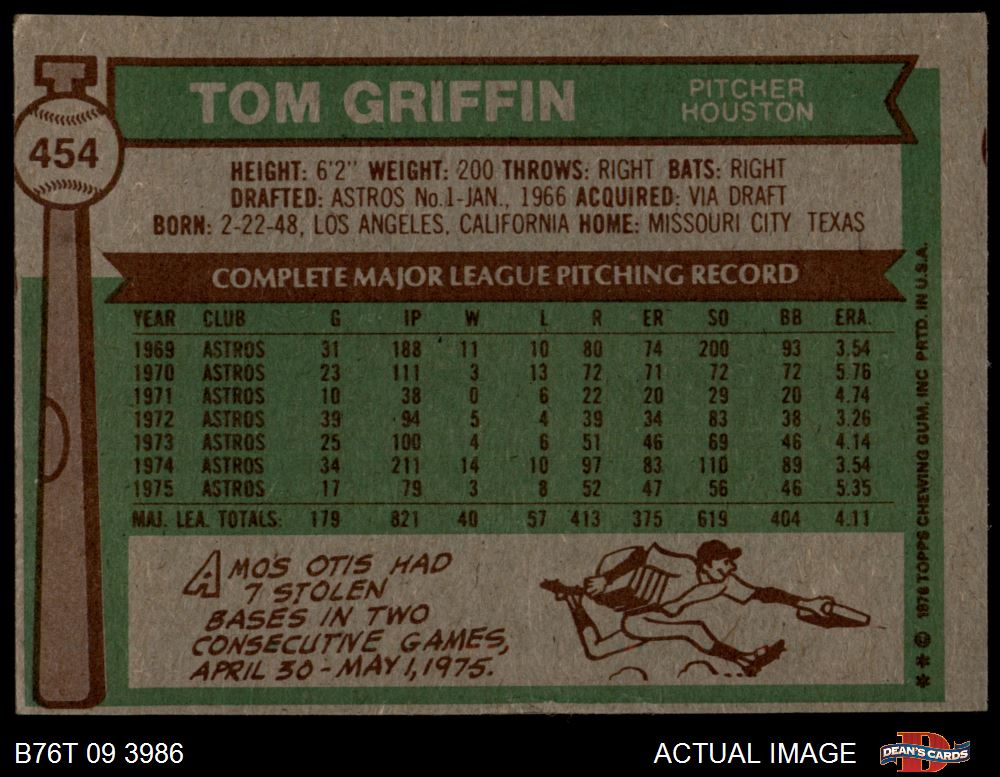 TOM GRIFFIN
PITCHER
HOUSTON
454
HEIGHT: 6'2" WEIGHT: 200 THROWS: RIGHT BATS: RIGHT
DRAFTED: ASTROS No.1-JAN., 1966 ACQUIRED: VIA DRAFT
BORN: 2-22-48, LOS ANGELES, CALIFORNIA HOME: MISSOURI CITY TEXAS
COMPLETE MAJOR LEAGUE PITCHING RECORD
YEAR CLUB G IP W L R ER SO BB ERA.
1969 ASTROS 31 188 11 10 80 74 200 93 3.54
1970 ASTROS 23 111 3 13 72 71 72 72 5.76
1971 ASTROS 10 38 0 6 22 20 29 20 4.74
1972 ASTROS 39 94 5 4 39 34 83 38 3.26
1973 ASTROS 25 100 4 6 51 46 69 46 4.14
1974 ASTROS 34 211 14 10 97 83 110 89 3.54
1975 ASTROS 17 79 3 8 52 47 56 46 5.35
MAJ. LEA. TOTALS: 179 821 40 57 413 375 619 404 4.11
AMOS OTIS HAD
7 STOLEN
BASES IN TWO
CONSECUTIVE GAMES,
APRIL 30 - MAY 1, 1975.
** © 1976 TOPPS CHEWING GUM, INC PRTD. IN U.S.A.
B76T 09 3986
ACTUAL IMAGE
D
DEAN'S CARDS